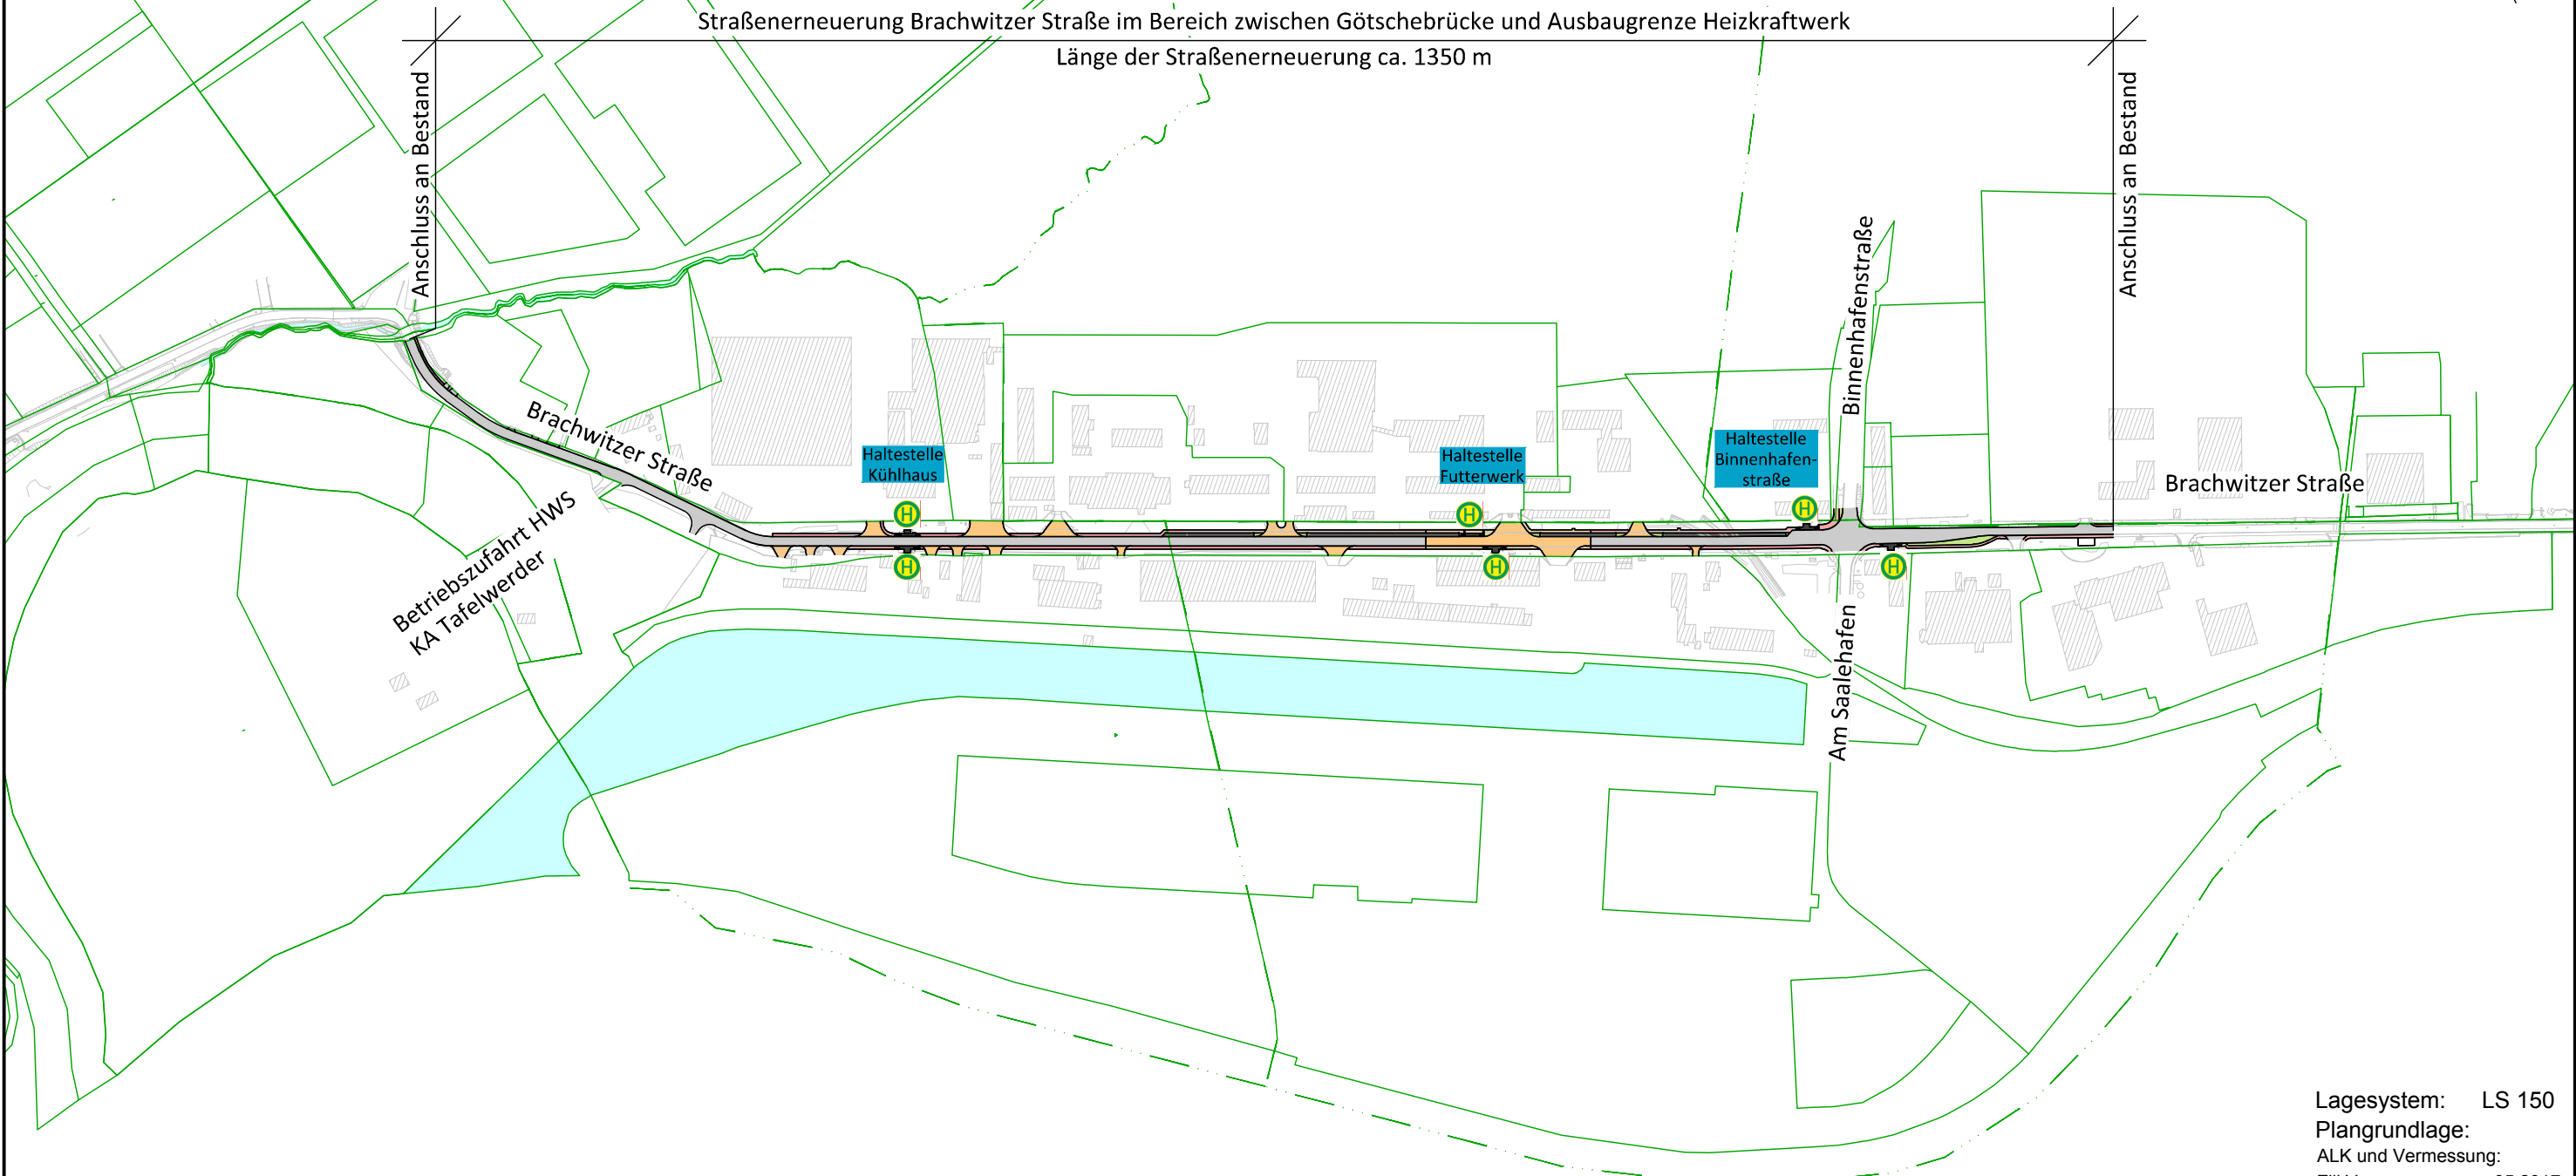 Straßenerneuerung Brachwitzer Straße im Bereich zwischen Götschebrücke und Ausbaugrenze Heizkraftwerk
Länge der Straßenerneuerung ca. 1350 m
Anschluss an Bestand
Anschluss an Bestand
Binnenhafenstraße
Brachwitzer Straße
Haltestelle
Kühlhaus
Haltestelle
Futterwerk
Haltestelle
Binnenhafen-
straße
Brachwitzer Straße
H
H
H
H
H
H
Betriebszufahrt HWS
KA Tafelwerder
Am Saalehafen
Lagesystem: LS 150
Plangrundlage:
ALK und Vermessung: